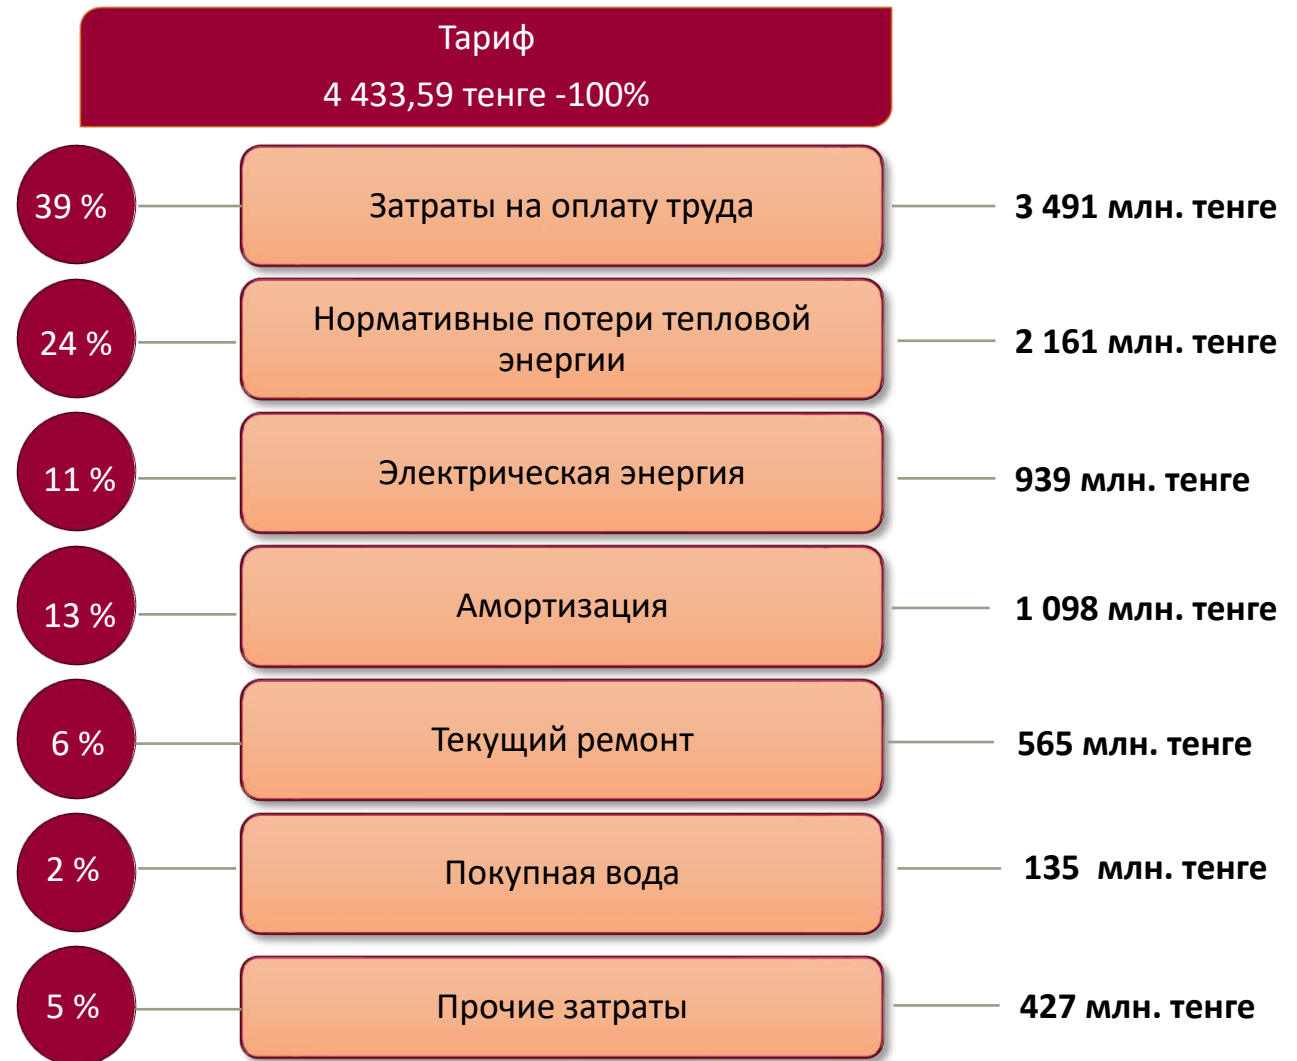 Тариф
4 433,59 тенге -100%
39 %
Затраты на оплату труда
3 491 млн. тенге
24 %
Нормативные потери тепловой
энергии
2 161 млн. тенге
11 %
Электрическая энергия
939 млн. тенге
13 %
Амортизация
1 098 млн. тенге
6 %
Текущий ремонт
565 млн. тенге
2 %
Покупная вода
135 млн. тенге
5 %
Прочие затраты
427 млн. тенге